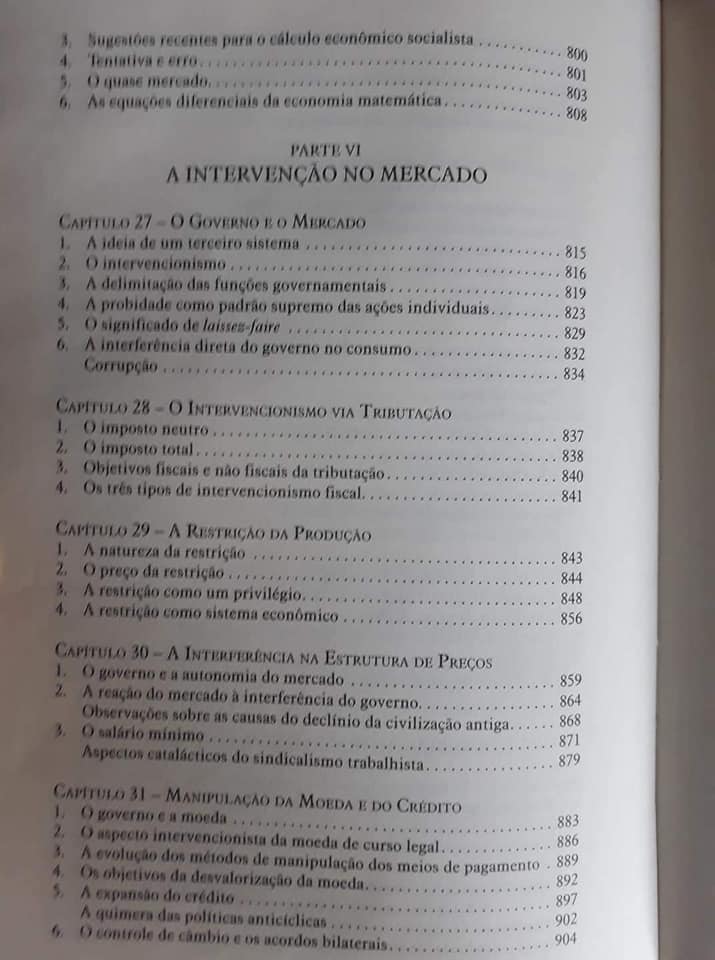 3. Sugestões recentes para o cálculo econômico socialista . . . . . . . . . . . 800
4. Tentativa e erro . . . . . . . . . . . . . . . . . . . . . . . . . . . . . . . . . . . . . . . . . 801
5. O quase mercado. . . . . . . . . . . . . . . . . . . . . . . . . . . . . . . . . . . . . . . . 803
6. As equações diferenciais da economia matemática . . . . . . . . . . . . . . 808
PARTE VI
A INTERVENÇÃO NO MERCADO
CAPÍTULO 27 – O GOVERNO E O MERCADO
1. A ideia de um terceiro sistema . . . . . . . . . . . . . . . . . . . . . . . . . . . . . . 815
2. O intervencionismo . . . . . . . . . . . . . . . . . . . . . . . . . . . . . . . . . . . . . . 816
3. A delimitação das funções governamentais . . . . . . . . . . . . . . . . . . . . 819
4. A probidade como padrão supremo das ações individuais. . . . . . . . . 823
5. O significado de laissez-faire . . . . . . . . . . . . . . . . . . . . . . . . . . . . . . . 829
6. A interferência direta do governo no consumo . . . . . . . . . . . . . . . . . 832
Corrupção . . . . . . . . . . . . . . . . . . . . . . . . . . . . . . . . . . . . . . . . . . . . . . 834
CAPÍTULO 28 – O INTERVENCIONISMO VIA TRIBUTAÇÃO
1. O imposto neutro . . . . . . . . . . . . . . . . . . . . . . . . . . . . . . . . . . . . . . . . 837
2. O imposto total . . . . . . . . . . . . . . . . . . . . . . . . . . . . . . . . . . . . . . . . . 838
3. Objetivos fiscais e não fiscais da tributação . . . . . . . . . . . . . . . . . . . . 840
4. Os três tipos de intervencionismo fiscal. . . . . . . . . . . . . . . . . . . . . . . 841
CAPÍTULO 29 – A RESTRIÇÃO DA PRODUÇÃO
1. A natureza da restrição . . . . . . . . . . . . . . . . . . . . . . . . . . . . . . . . . . . 843
2. O preço da restrição . . . . . . . . . . . . . . . . . . . . . . . . . . . . . . . . . . . . . . 844
3. A restrição como um privilégio. . . . . . . . . . . . . . . . . . . . . . . . . . . . . . 848
4. A restrição como sistema econômico . . . . . . . . . . . . . . . . . . . . . . . . . 856
CAPÍTULO 30 – A INTERFERÊNCIA NA ESTRUTURA DE PREÇOS
1. O governo e a autonomia do mercado . . . . . . . . . . . . . . . . . . . . . . . . 859
2. A reação do mercado à interferência do governo. . . . . . . . . . . . . . . . 864
Observações sobre as causas do declínio da civilização antiga. . . . . . 868
3. O salário mínimo . . . . . . . . . . . . . . . . . . . . . . . . . . . . . . . . . . . . . . . . 871
Aspectos catalácticos do sindicalismo trabalhista. . . . . . . . . . . . . . . 879
CAPÍTULO 31 – MANIPULAÇÃO DA MOEDA E DO CRÉDITO
1. O governo e a moeda . . . . . . . . . . . . . . . . . . . . . . . . . . . . . . . . . . . . . 883
2. O aspecto intervencionista da moeda de curso legal. . . . . . . . . . . . . 886
3. A evolução dos métodos de manipulação dos meios de pagamento . 889
4. Os objetivos da desvalorização da moeda. . . . . . . . . . . . . . . . . . . . . . 892
5. A expansão do crédito . . . . . . . . . . . . . . . . . . . . . . . . . . . . . . . . . . . . 897
A quimera das políticas anticíclicas . . . . . . . . . . . . . . . . . . . . . . . . . . 902
6. O controle de câmbio e os acordos bilaterais. . . . . . . . . . . . . . . . . . . 904